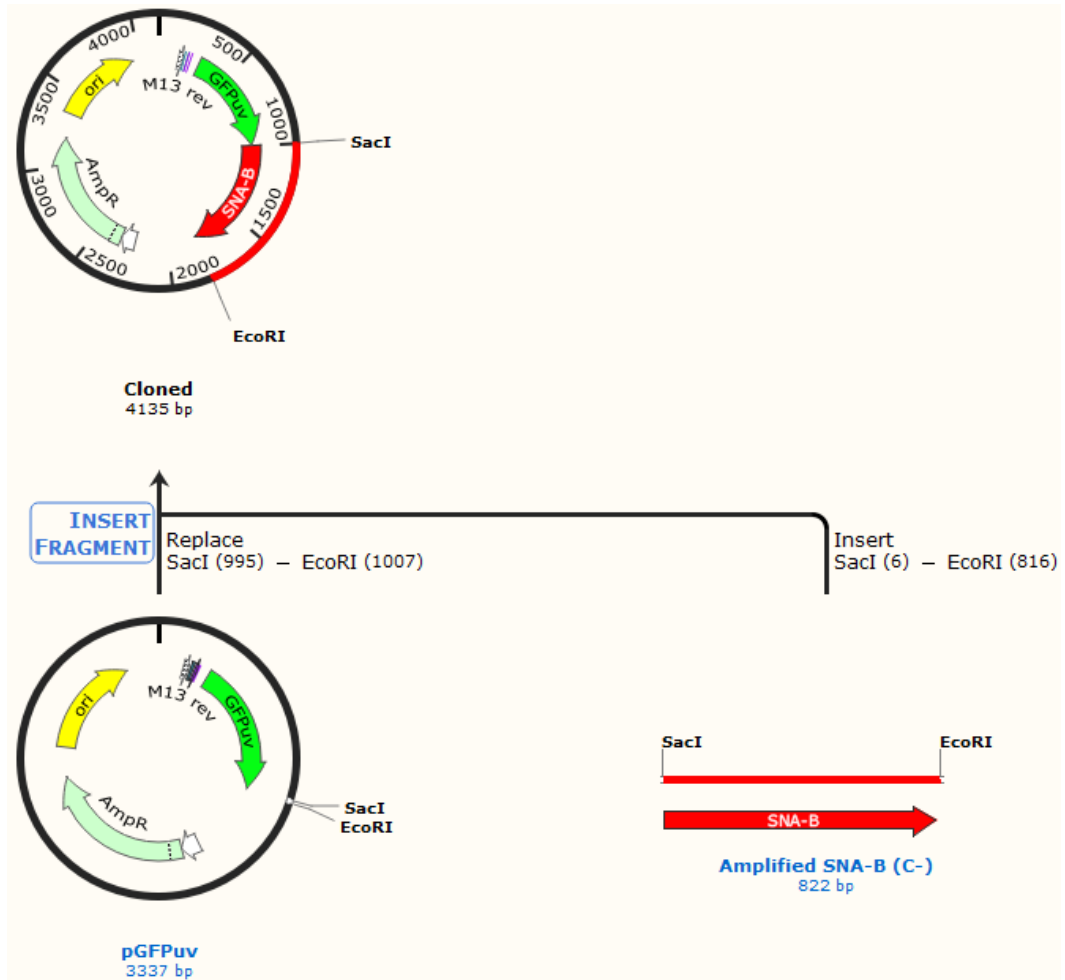 4000
500
ori
M13 rev
GFPuv
3500
1000
SacI
AmpR
SNA-B
3000
1500
2500
2000
EcoRI
Cloned
4135 bp
INSERT
FRAGMENT
Replace
SacI (995) – EcoRI (1007)
Insert
SacI (6) – EcoRI (816)
ori
M13 rev
GFPuv
AmpR
SacI
EcoRI
SacI
EcoRI
SNA-B
Amplified SNA-B (C-)
822 bp
pGFPuv
3337 bp